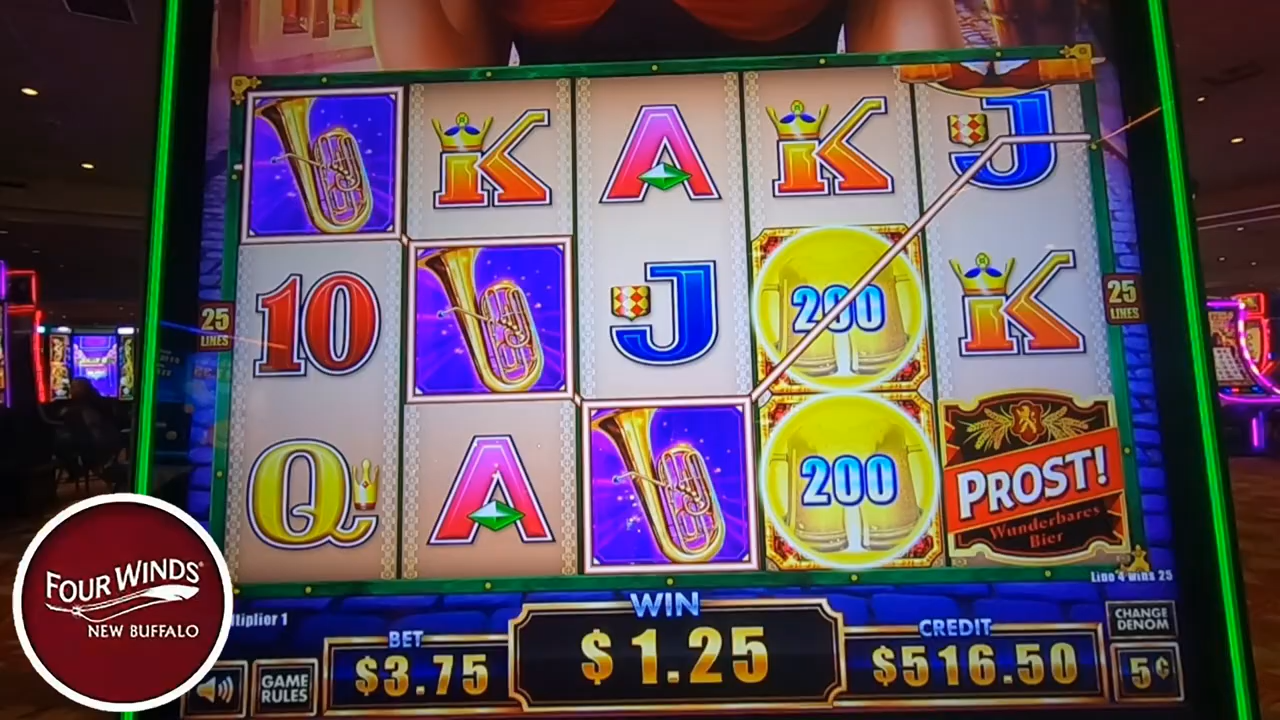 K
A
K
J
25
LINES
10
J
200
K
25
LINES
Q
A
200
PROST!
Wunderbares
Bier
Line 4 wins 25
FOUR WINDS
NEW BUFFALO
tiplier 1
BET
$3.75
WIN
$1.25
CREDIT
$516.50
CHANGE
DENOM
GAME
RULES
5¢